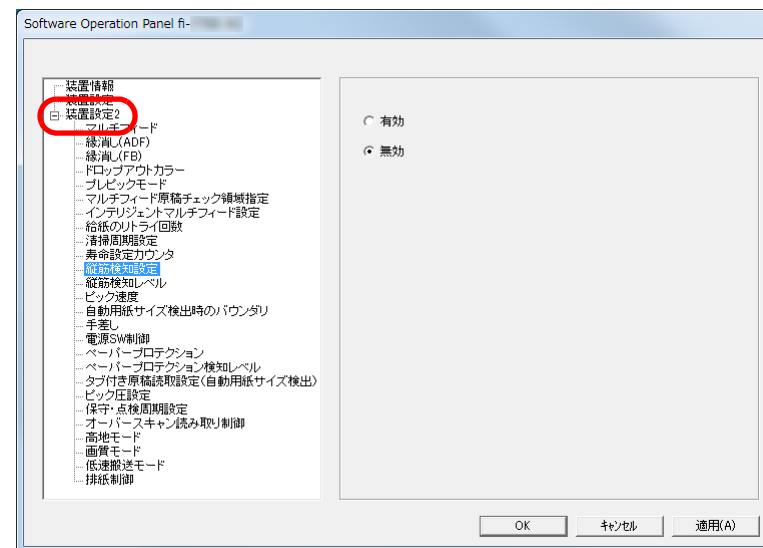 Software Operation Panel fi-
装置情報
装置設定
装置設定2
マルチフィード
縁消し(ADF)
縁消し(FB)
ドロップアウトカラー
プレピックモード
マルチフィード原稿チェック領域指定
インテリジェントマルチフィード設定
給紙のリトライ回数
清掃周期設定
寿命設定カウンタ
縦筋検知設定
縦筋検知レベル
ピック速度
自動用紙サイズ検出時のバウンダリ
手差し
電源SW制御
ペーパープロテクション
ペーパープロテクション検知レベル
タブ付き原稿読取設定(自動用紙サイズ検出)
ピック圧設定
保守・点検周期設定
オーバースキャン読み取り制御
高地モード
画質モード
低速搬送モード
排紙制御
有効
無効
OK
キャンセル
適用(A)